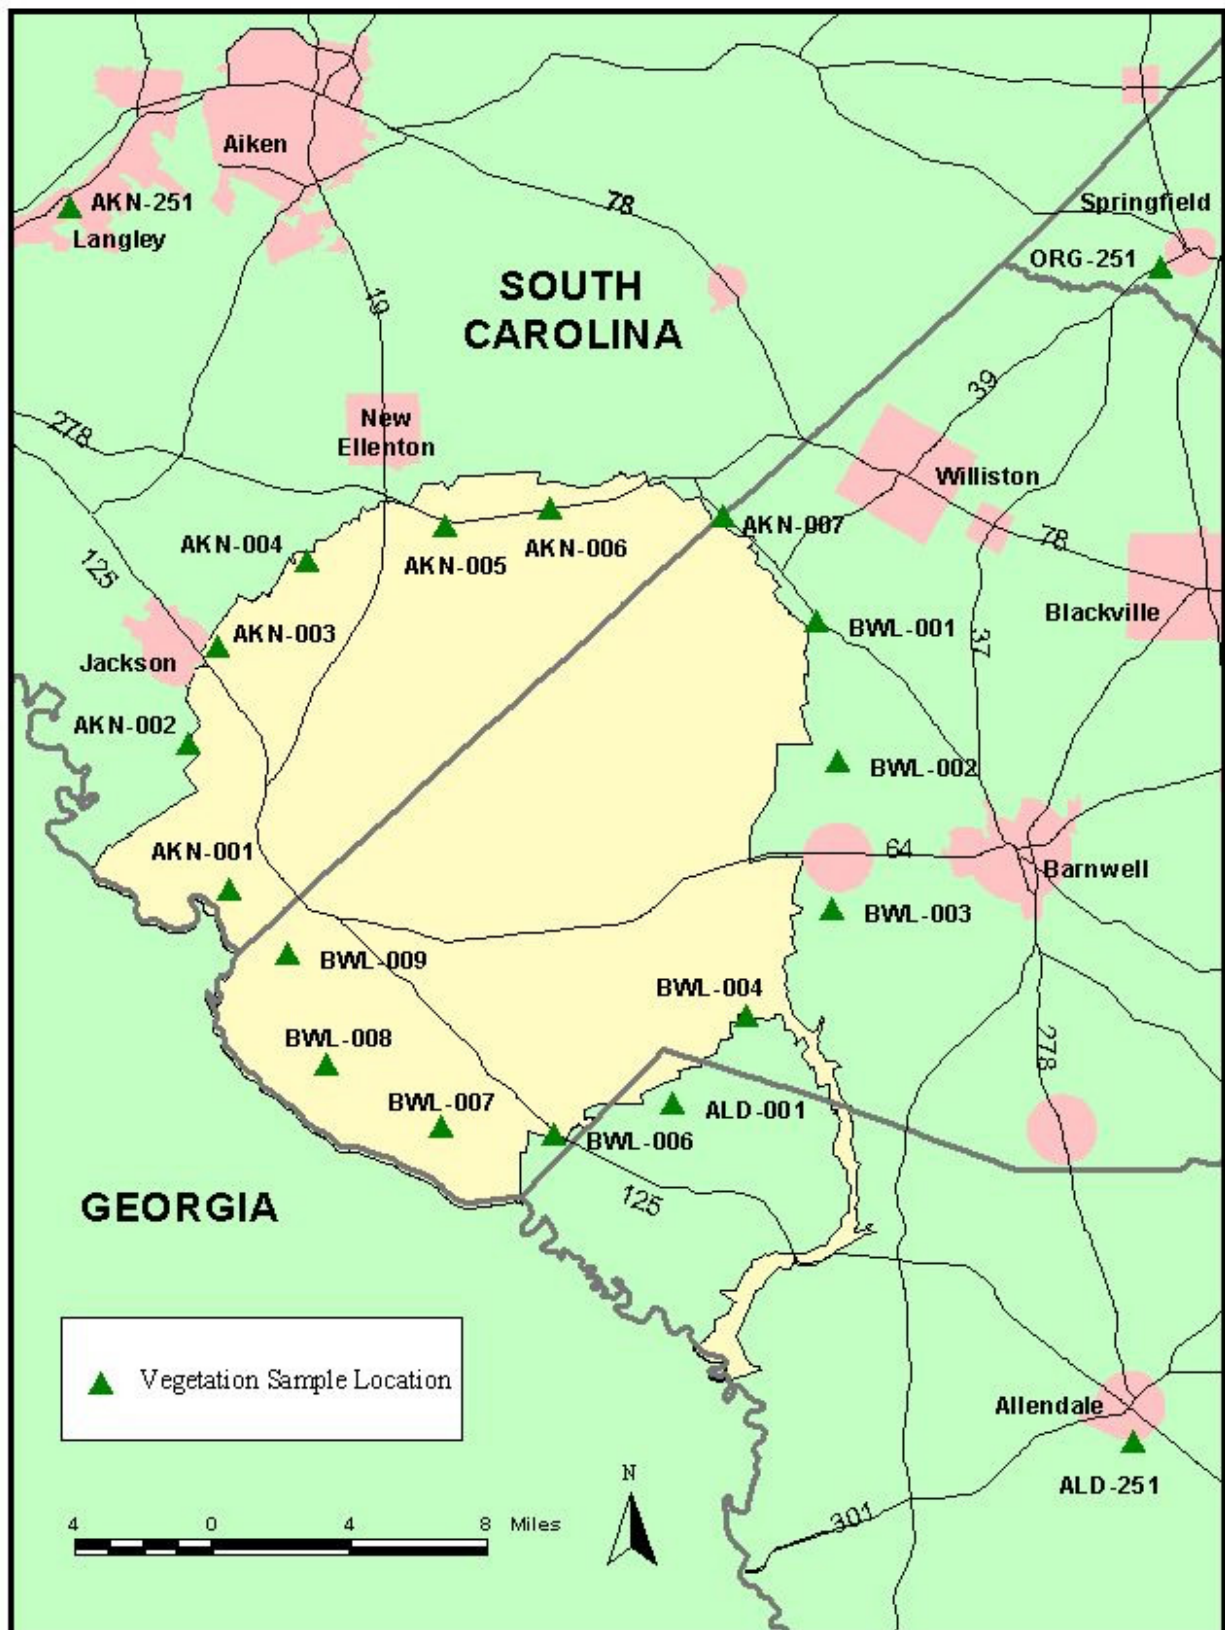 Aiken
AKN-251
Langley
78
Springfield
ORG-251
SOUTH
CAROLINA
19
39
278
New
Ellenton
Williston
AKN-004
AKN-005
AKN-006
AKN-007
78
125
Blackville
AKN-003
BWL-001
37
Jackson
AKN-002
BWL-002
AKN-001
64
Barnwell
BWL-003
BWL-009
BWL-004
BWL-008
278
BWL-007
ALD-001
BWL-006
GEORGIA
125
Vegetation Sample Location
Allendale
ALD-251
N
301
4 0 4 8 Miles